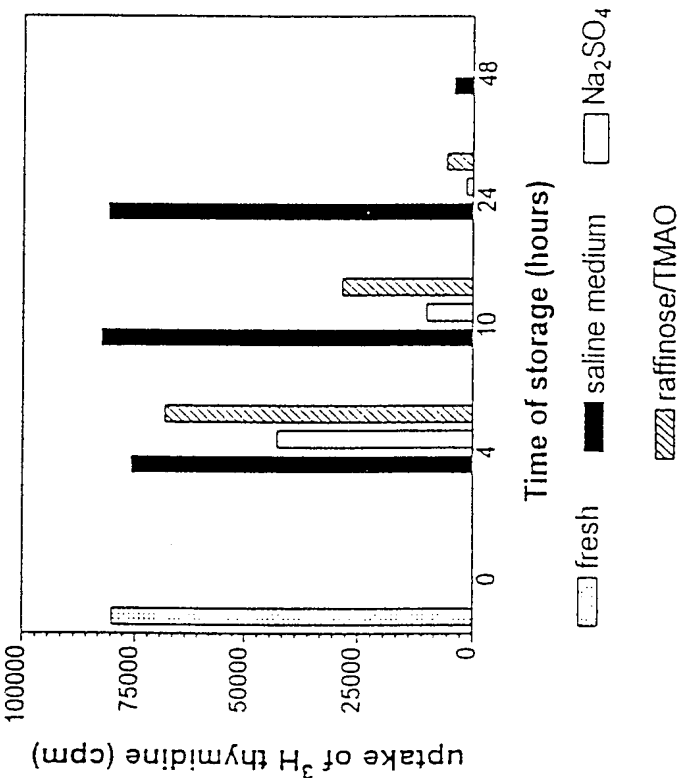 uptake of ³H thymidine (cpm)
100000
75000
50000
25000
0
0
4
10
24
48
Time of storage (hours)
fresh
saline medium
Na₂SO₄
raffinose/TMAO